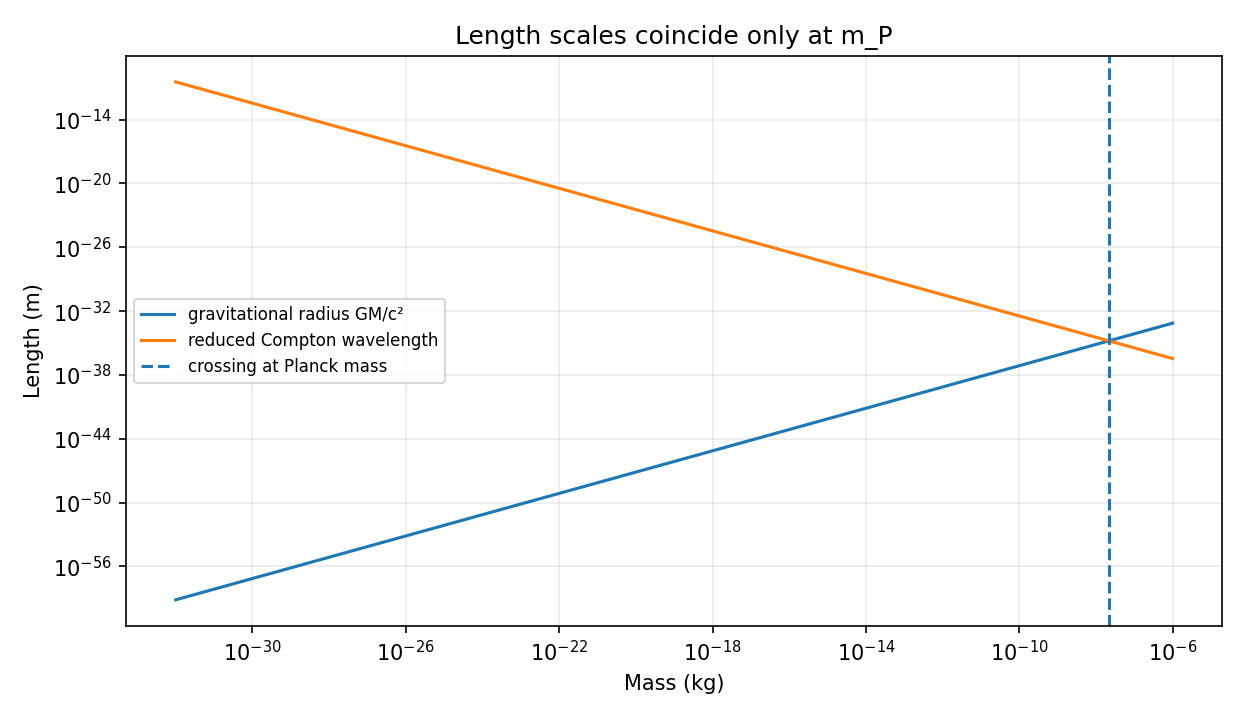 Length scales coincide only at m_P
Length (m)
10⁻¹⁴
10⁻²⁰
10⁻²⁶
10⁻³²
10⁻³⁸
10⁻⁴⁴
10⁻⁵⁰
10⁻⁵⁶
gravitational radius GM/c²
reduced Compton wavelength
crossing at Planck mass
10⁻³⁰ 10⁻²⁶ 10⁻²² 10⁻¹⁸ 10⁻¹⁴ 10⁻¹⁰ 10⁻⁶
Mass (kg)